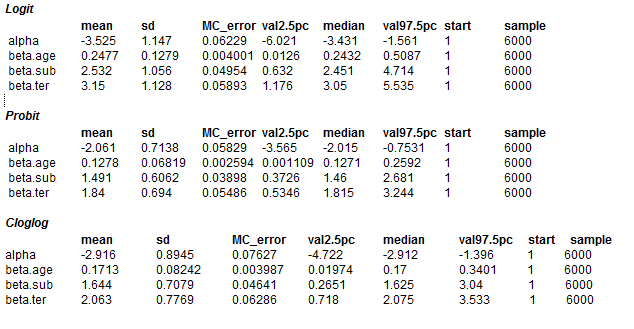 Logit
mean sd MC_error val2.5pc median val97.5pc start sample
alpha -3.525 1.147 0.06229 -6.021 -3.431 -1.561 1 6000
beta.age 0.2477 0.1279 0.004001 0.0126 0.2432 0.5087 1 6000
beta.sub 2.532 1.056 0.04954 0.632 2.451 4.714 1 6000
beta.ter 3.15 1.128 0.05893 1.176 3.05 5.535 1 6000
Probit
mean sd MC_error val2.5pc median val97.5pc start sample
alpha -2.061 0.7138 0.05829 -3.565 -2.015 -0.7531 1 6000
beta.age 0.1278 0.06819 0.002594 0.001109 0.1271 0.2592 1 6000
beta.sub 1.491 0.6062 0.03898 0.3726 1.46 2.681 1 6000
beta.ter 1.84 0.694 0.05486 0.5346 1.815 3.244 1 6000
Cloglog
mean sd MC_error val2.5pc median val97.5pc start sample
alpha -2.916 0.8945 0.07627 -4.722 -2.912 -1.396 1 6000
beta.age 0.1713 0.08242 0.003987 0.01974 0.17 0.3401 1 6000
beta.sub 1.644 0.7079 0.04641 0.2651 1.625 3.04 1 6000
beta.ter 2.063 0.7769 0.06286 0.718 2.075 3.533 1 6000